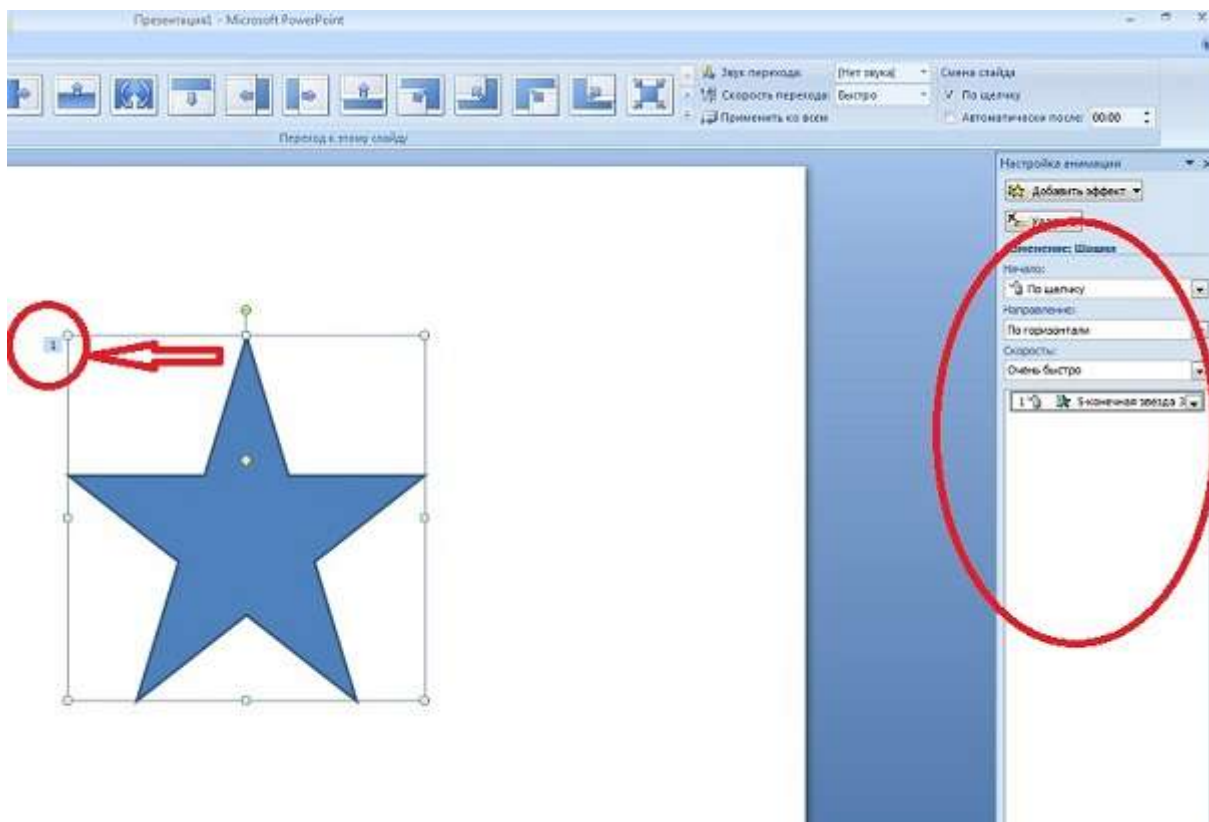 Презентация1 - Microsoft PowerPoint
Звук перехода: [Нет звука]
Скорость перехода: Быстро
Применить ко всем
Смена слайда
По щелчку
Автоматически после: 00:00
Переход к этому слайду
Настройка анимации
Добавить эффект
Изменение: Шашки
Начало:
По щелчку
Направление:
По горизонтали
Скорость:
Очень быстро
1 5-конечная звезда 3
1